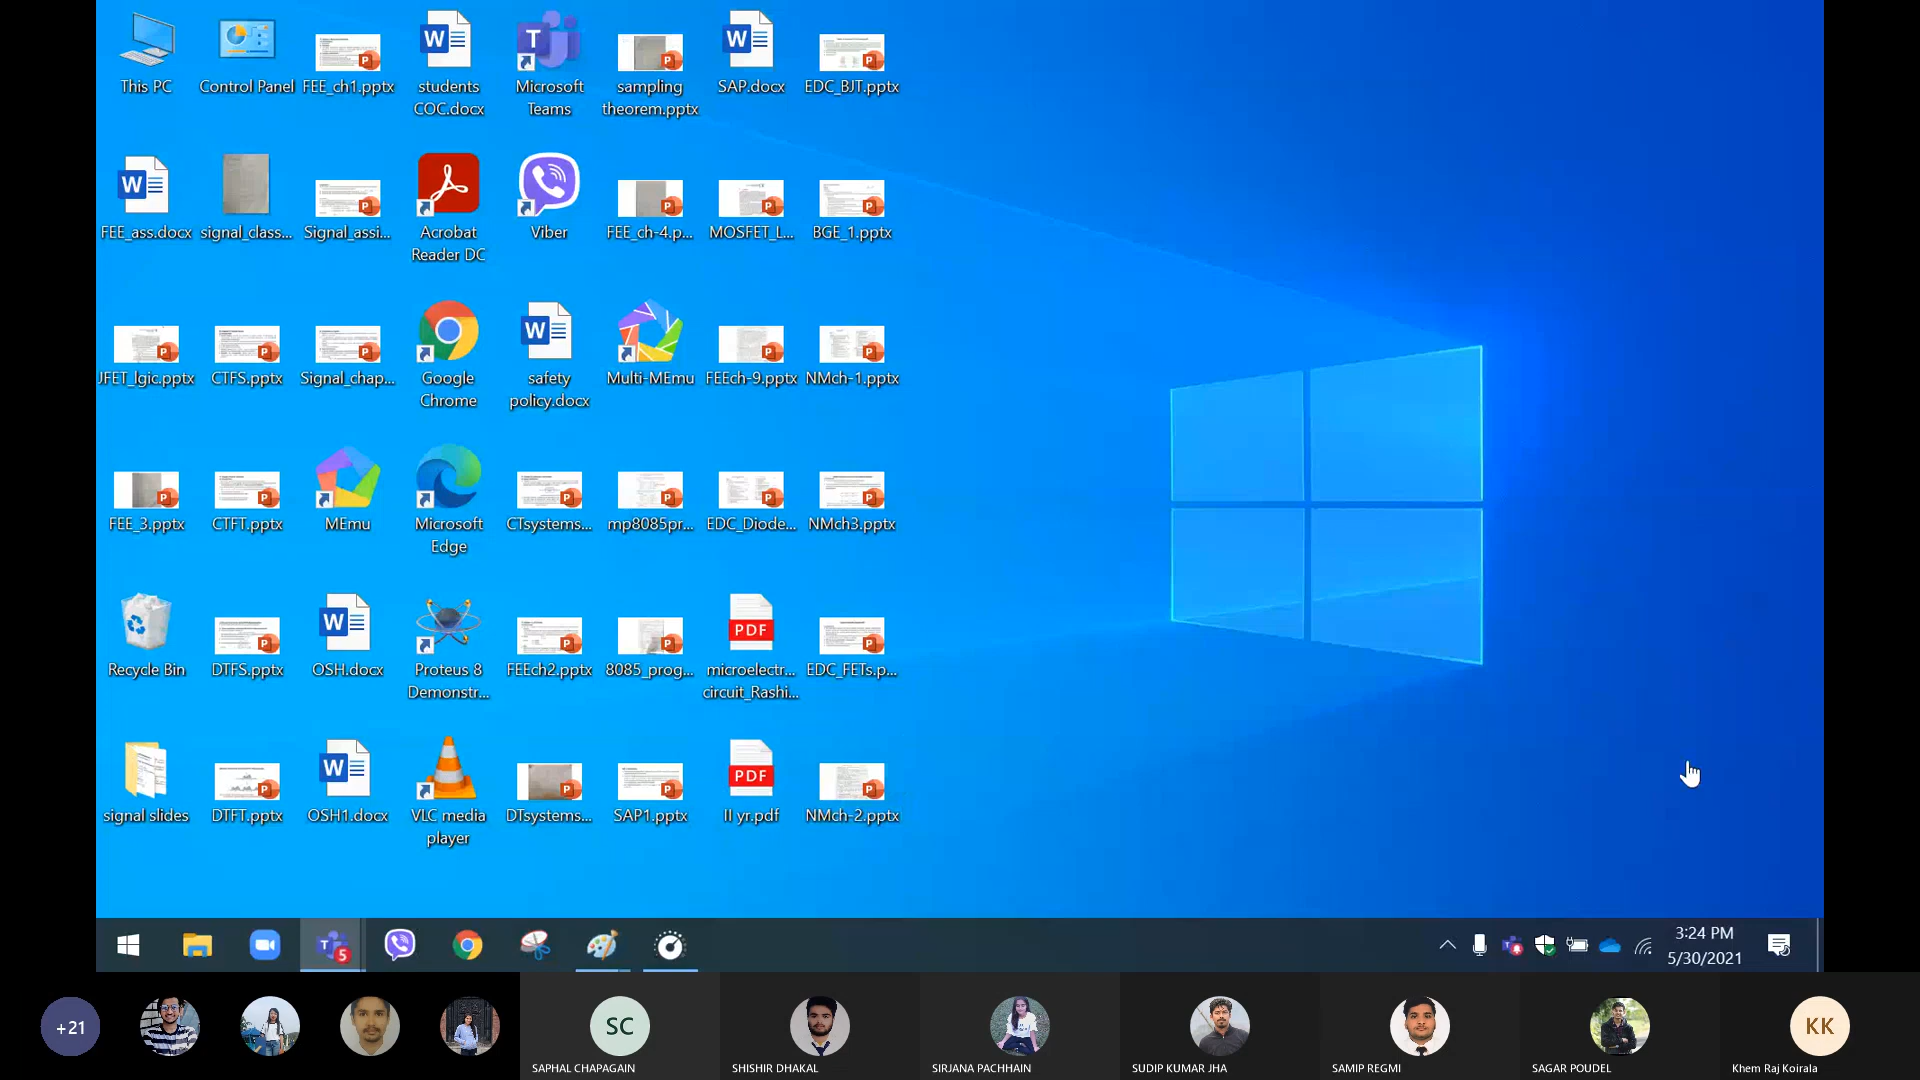 This PC
Control Panel
FEE_ch1.pptx
students
COC.docx
Microsoft
Teams
sampling
theorem.pptx
SAP.docx
EDC_BJT.pptx
FEE_ass.docx
signal_class...
Signal_assi...
Acrobat
Reader DC
Viber
FEE_ch-4.p...
MOSFET_L...
BGE_1.pptx
JFET_lgic.pptx
CTFS.pptx
Signal_chap...
Google
Chrome
safety
policy.docx
Multi-MEmu
FEEch-9.pptx
NMch-1.pptx
FEE_3.pptx
CTFT.pptx
MEmu
Microsoft
Edge
CTsystems...
mp8085pr...
EDC_Diode...
NMch3.pptx
Recycle Bin
DTFS.pptx
OSH.docx
Proteus 8
Demonstr...
FEEch2.pptx
8085_prog...
PDF
microelectr...
circuit_Rashi...
EDC_FETs.p...
signal slides
DTFT.pptx
OSH1.docx
VLC media
player
DTsystems...
SAP1.pptx
PDF
II yr.pdf
NMch-2.pptx
5
3:24 PM
5/30/2021
+21
SC
KK
SAPHAL CHAPAGAIN
SHISHIR DHAKAL
SIRJANA PACHHAIN
SUDIP KUMAR JHA
SAMIP REGMI
SAGAR POUDEL
Khem Raj Koirala